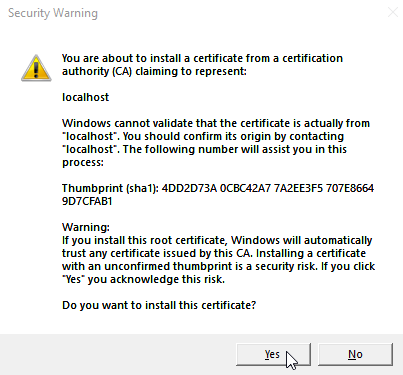 Security Warning
You are about to install a certificate from a certification
authority (CA) claiming to represent:
localhost
Windows cannot validate that the certificate is actually from
"localhost". You should confirm its origin by contacting
"localhost". The following number will assist you in this
process:
Thumbprint (sha1): 4DD2D73A 0CBC42A7 7A2EE3F5 707E8664
9D7CFAB1
Warning:
If you install this root certificate, Windows will automatically
trust any certificate issued by this CA. Installing a certificate
with an unconfirmed thumbprint is a security risk. If you click
"Yes" you acknowledge this risk.
Do you want to install this certificate?
Yes
No